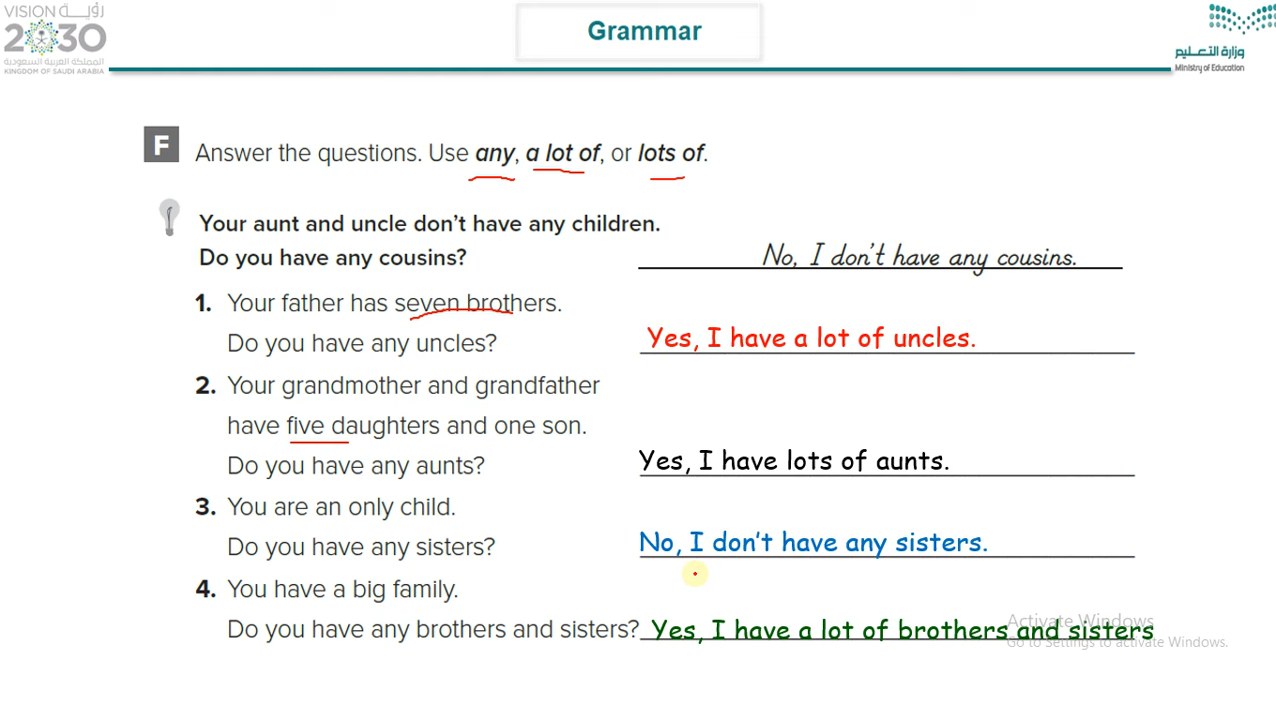 VISION رؤية
2030
المملكة العربية السعودية
KINGDOM OF SAUDI ARABIA
Grammar
وزارة التعليم
Ministry of Education
F Answer the questions. Use any, a lot of, or lots of.
Your aunt and uncle don't have any children.
Do you have any cousins? No, I don't have any cousins.
1. Your father has seven brothers.
Do you have any uncles? Yes, I have a lot of uncles.
2. Your grandmother and grandfather
have five daughters and one son.
Do you have any aunts? Yes, I have lots of aunts.
3. You are an only child.
Do you have any sisters? No, I don't have any sisters.
4. You have a big family.
Do you have any brothers and sisters? Yes, I have a lot of brothers and sisters
Activate Windows
Go to Settings to activate Windows.